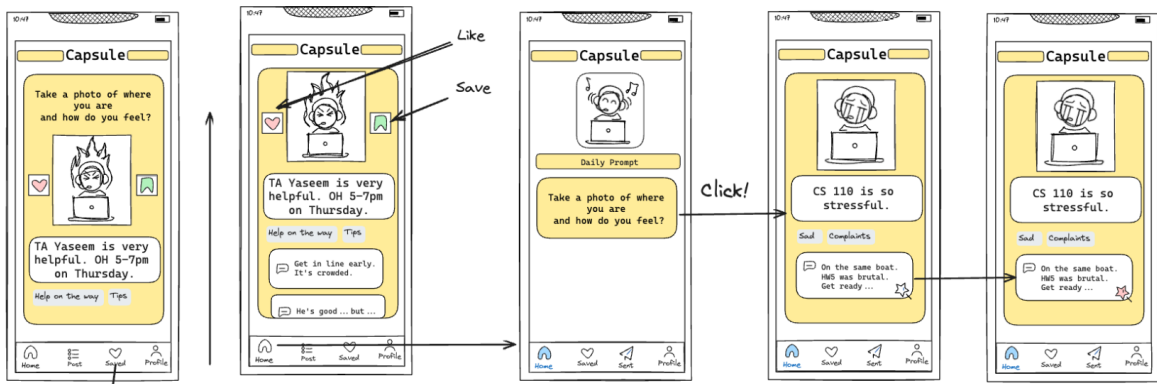 10:47
Capsule
Take a photo of where
you are
and how do you feel?
TA Yaseem is very
helpful. OH 5-7pm
on Thursday.
Help on the way Tips
Home Post Saved Profile
10:47
Capsule
Like
Save
TA Yaseem is very
helpful. OH 5-7pm
on Thursday.
Help on the way Tips
Get in line early.
It's crowded.
He's good ... but ...
Home Post Saved Profile
10:47
Capsule
Daily Prompt
Take a photo of where
you are
and how do you feel?
Click!
Home Saved Sent Profile
10:47
Capsule
CS 110 is so
stressful.
Sad Complaints
On the same boat.
HW5 was brutal.
Get ready ...
Home Saved Sent Profile
10:47
Capsule
CS 110 is so
stressful.
Sad Complaints
On the same boat.
HW5 was brutal.
Get ready ...
Home Saved Sent Profile